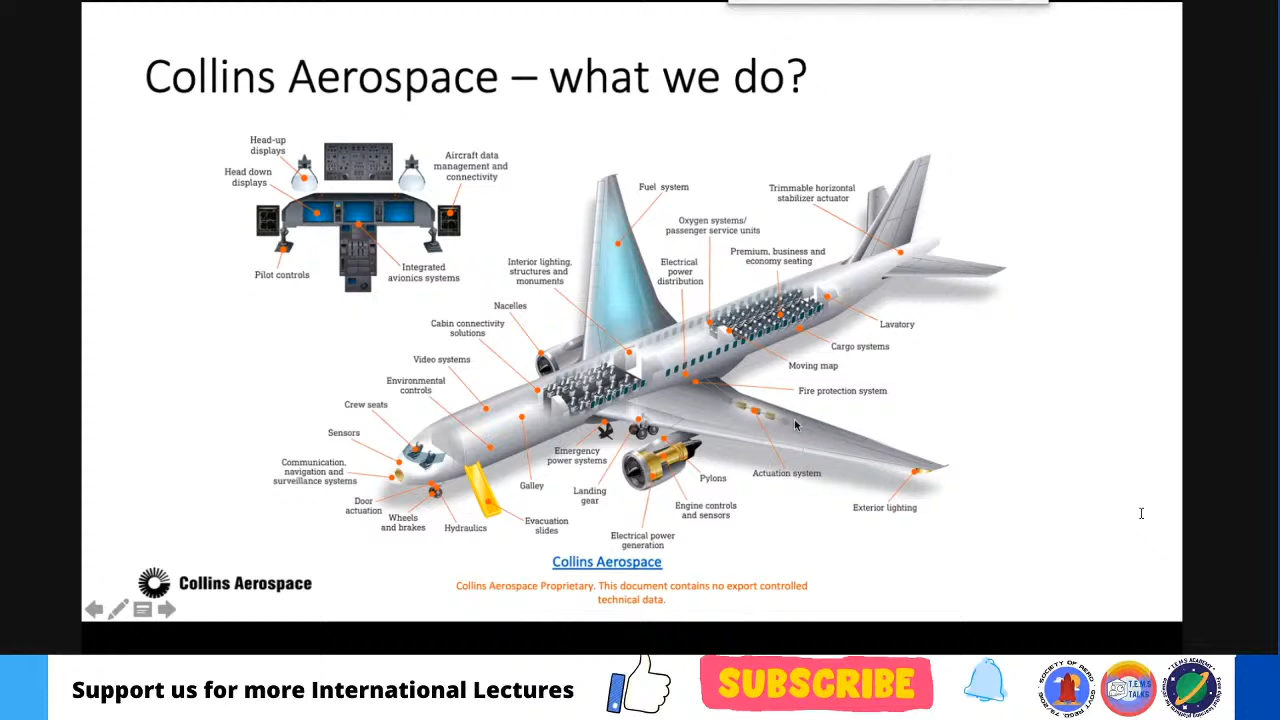 Collins Aerospace – what we do?
Head-up
displays
Head down
displays
Aircraft data
management and
connectivity
Pilot controls
Integrated
avionics systems
Fuel system
Trimmable horizontal
stabilizer actuator
Oxygen systems/
passenger service units
Premium, business and
economy seating
Interior lighting,
structures and
monuments
Electrical
power
distribution
Nacelles
Cabin connectivity
solutions
Lavatory
Cargo systems
Video systems
Moving map
Environmental
controls
Fire protection system
Crew seats
Sensors
Communication,
navigation and
surveillance systems
Emergency
power systems
Actuation system
Pylons
Galley
Landing
gear
Door
actuation
Wheels
and brakes
Hydraulics
Evacuation
slides
Engine controls
and sensors
Exterior lighting
Electrical power
generation
Collins Aerospace
Collins Aerospace
Collins Aerospace Proprietary. This document contains no export controlled
technical data.
Support us for more International Lectures
SUBSCRIBE
T.E.M.S
TALKS